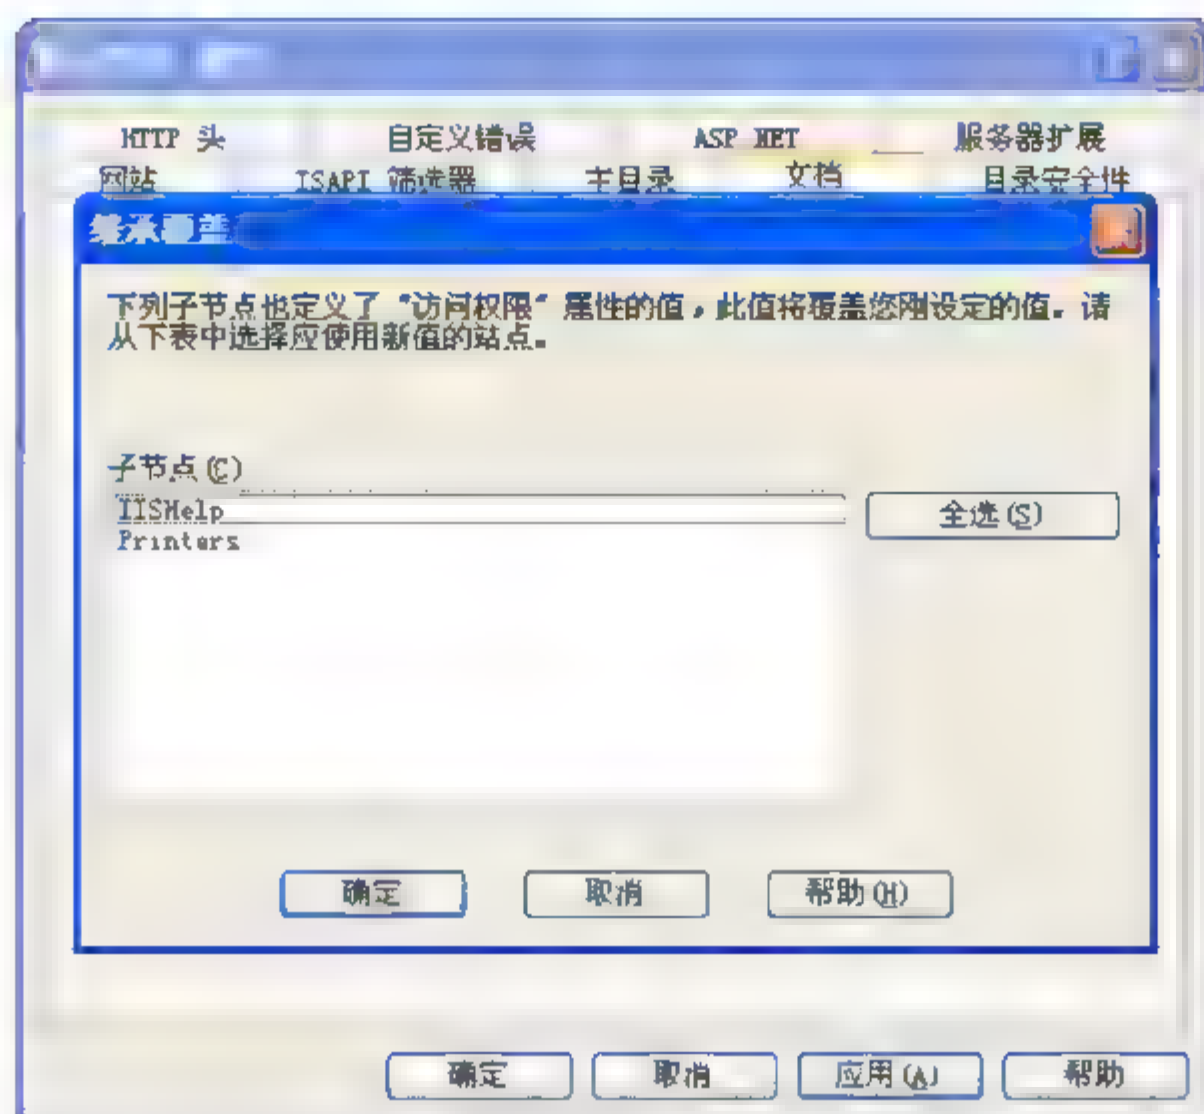 HTTP 头 自定义错误 ASP.NET 服务器扩展
网站 ISAPI 筛选器 主目录 文档 目录安全性
继承覆盖
下列子节点也定义了“访问权限”属性的值，此值将覆盖您刚设定的值。请
从下表中选择应使用新值的站点。
子节点(C)
IISHelp
全选(S)
Printers
确定 取消 帮助(H)
确定 取消 应用(A) 帮助